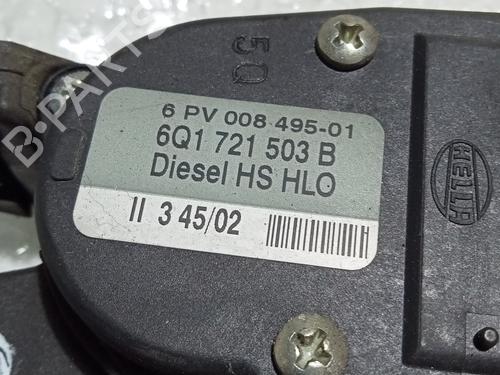 50
6 PV 008 495-01
6Q1 721 503 B
Diesel HS HLO
II 3 45/02
HELLA
B-PARTS